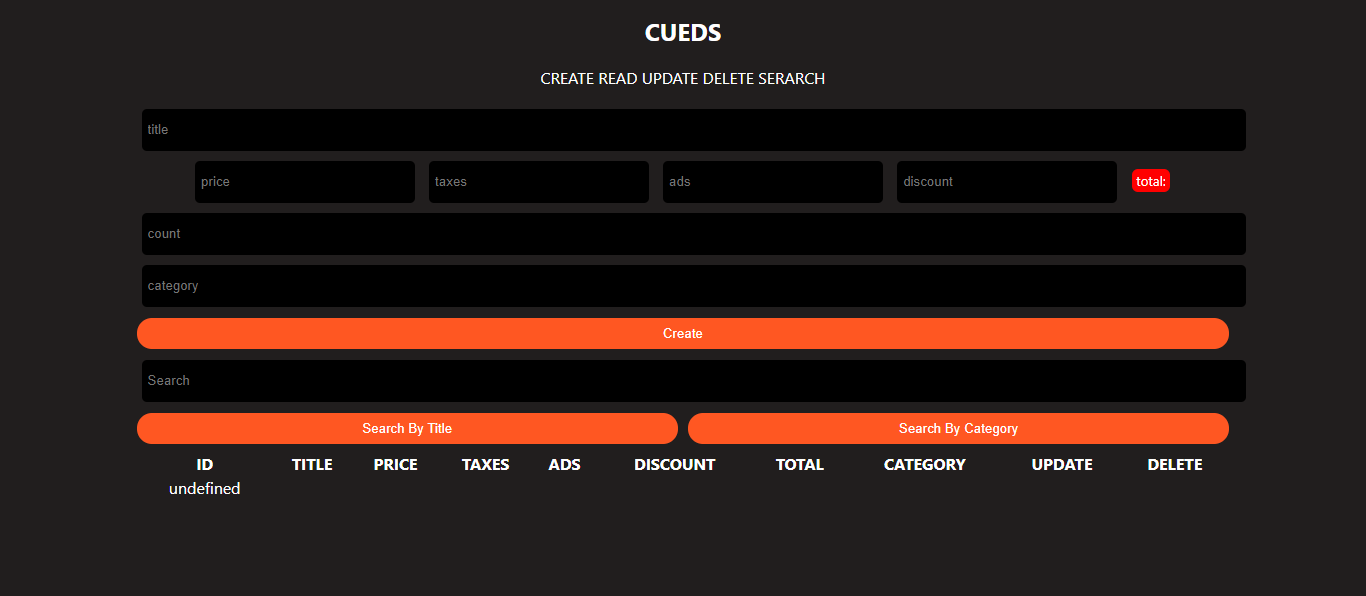 CUEDS
CREATE READ UPDATE DELETE SERARCH
title
price taxes ads discount total:
count
category
Create
Search
Search By Title Search By Category
ID TITLE PRICE TAXES ADS DISCOUNT TOTAL CATEGORY UPDATE DELETE
undefined